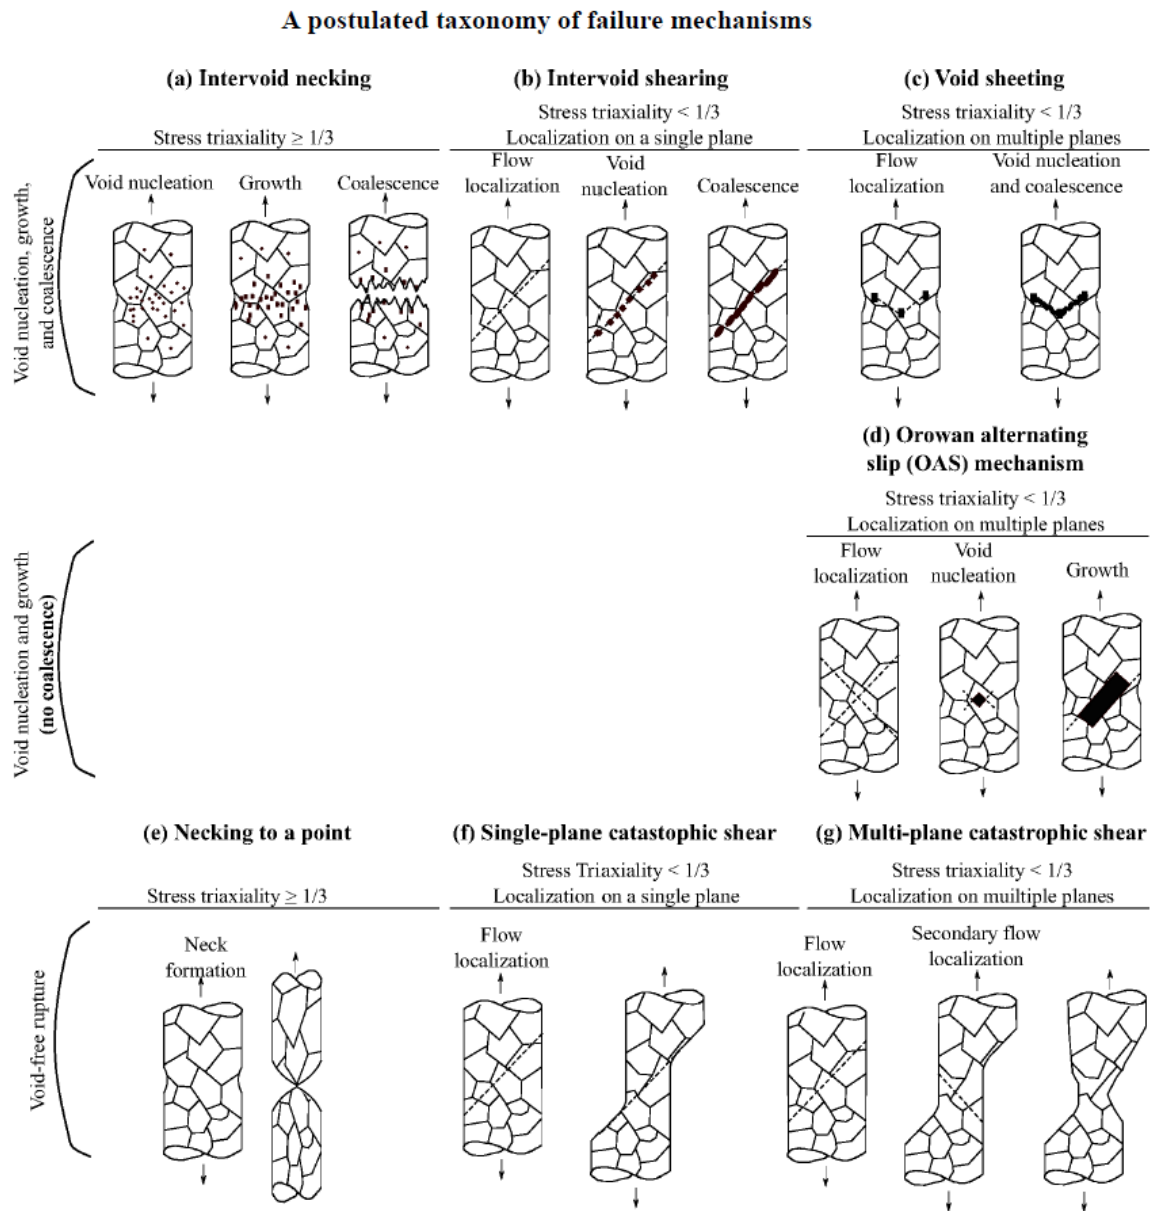 A postulated taxonomy of failure mechanisms
(a) Intervoid necking
Stress triaxiality ≥ 1/3
Void nucleation
Growth
Coalescence
(b) Intervoid shearing
Stress triaxiality < 1/3
Localization on a single plane
Flow
localization
Void
nucleation
Coalescence
(c) Void sheeting
Stress triaxiality < 1/3
Localization on multiple planes
Flow
localization
Void nucleation
and coalescence
Void nucleation, growth,
and coalescence
(d) Orowan alternating
slip (OAS) mechanism
Stress triaxiality < 1/3
Localization on multiple planes
Flow
localization
Void
nucleation
Growth
Void nucleation and growth
(no coalescence)
(e) Necking to a point
Stress triaxiality ≥ 1/3
Neck
formation
(f) Single-plane catastophic shear
Stress Triaxiality < 1/3
Localization on a single plane
Flow
localization
(g) Multi-plane catastrophic shear
Stress triaxiality < 1/3
Localization on muiltiple planes
Flow
localization
Secondary flow
localization
Void-free rupture